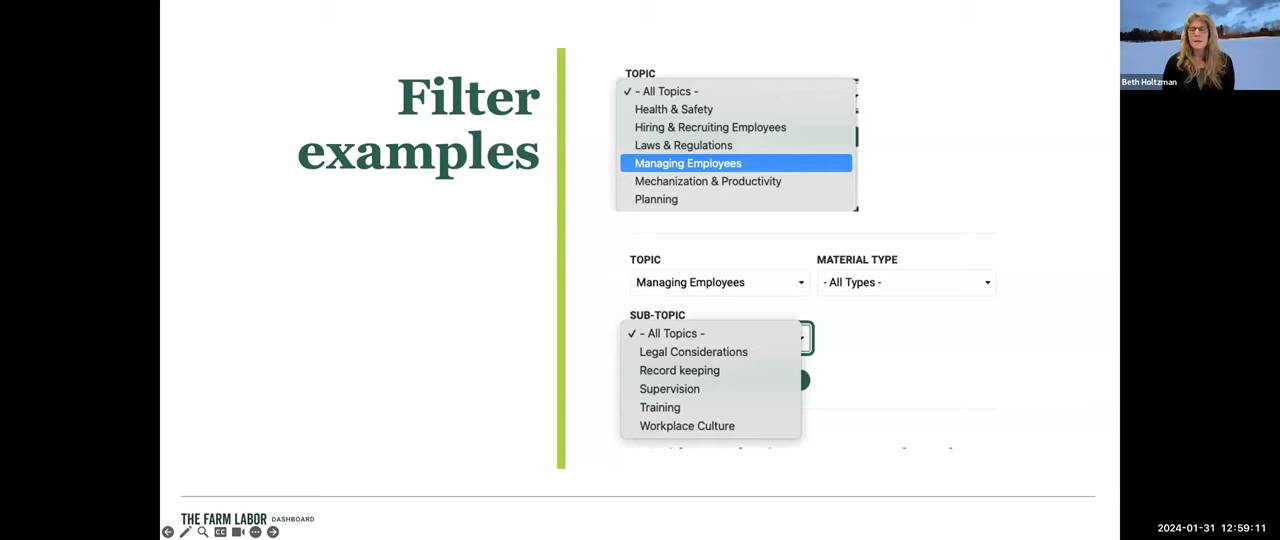 Filter
examples
TOPIC
✓ - All Topics -
Health & Safety
Hiring & Recruiting Employees
Laws & Regulations
Managing Employees
Mechanization & Productivity
Planning
TOPIC MATERIAL TYPE
Managing Employees - All Types -
SUB-TOPIC
✓ - All Topics -
Legal Considerations
Record keeping
Supervision
Training
Workplace Culture
THE FARM LABOR DASHBOARD
CC
Beth Holtzman
2024-01-31 12:59:11